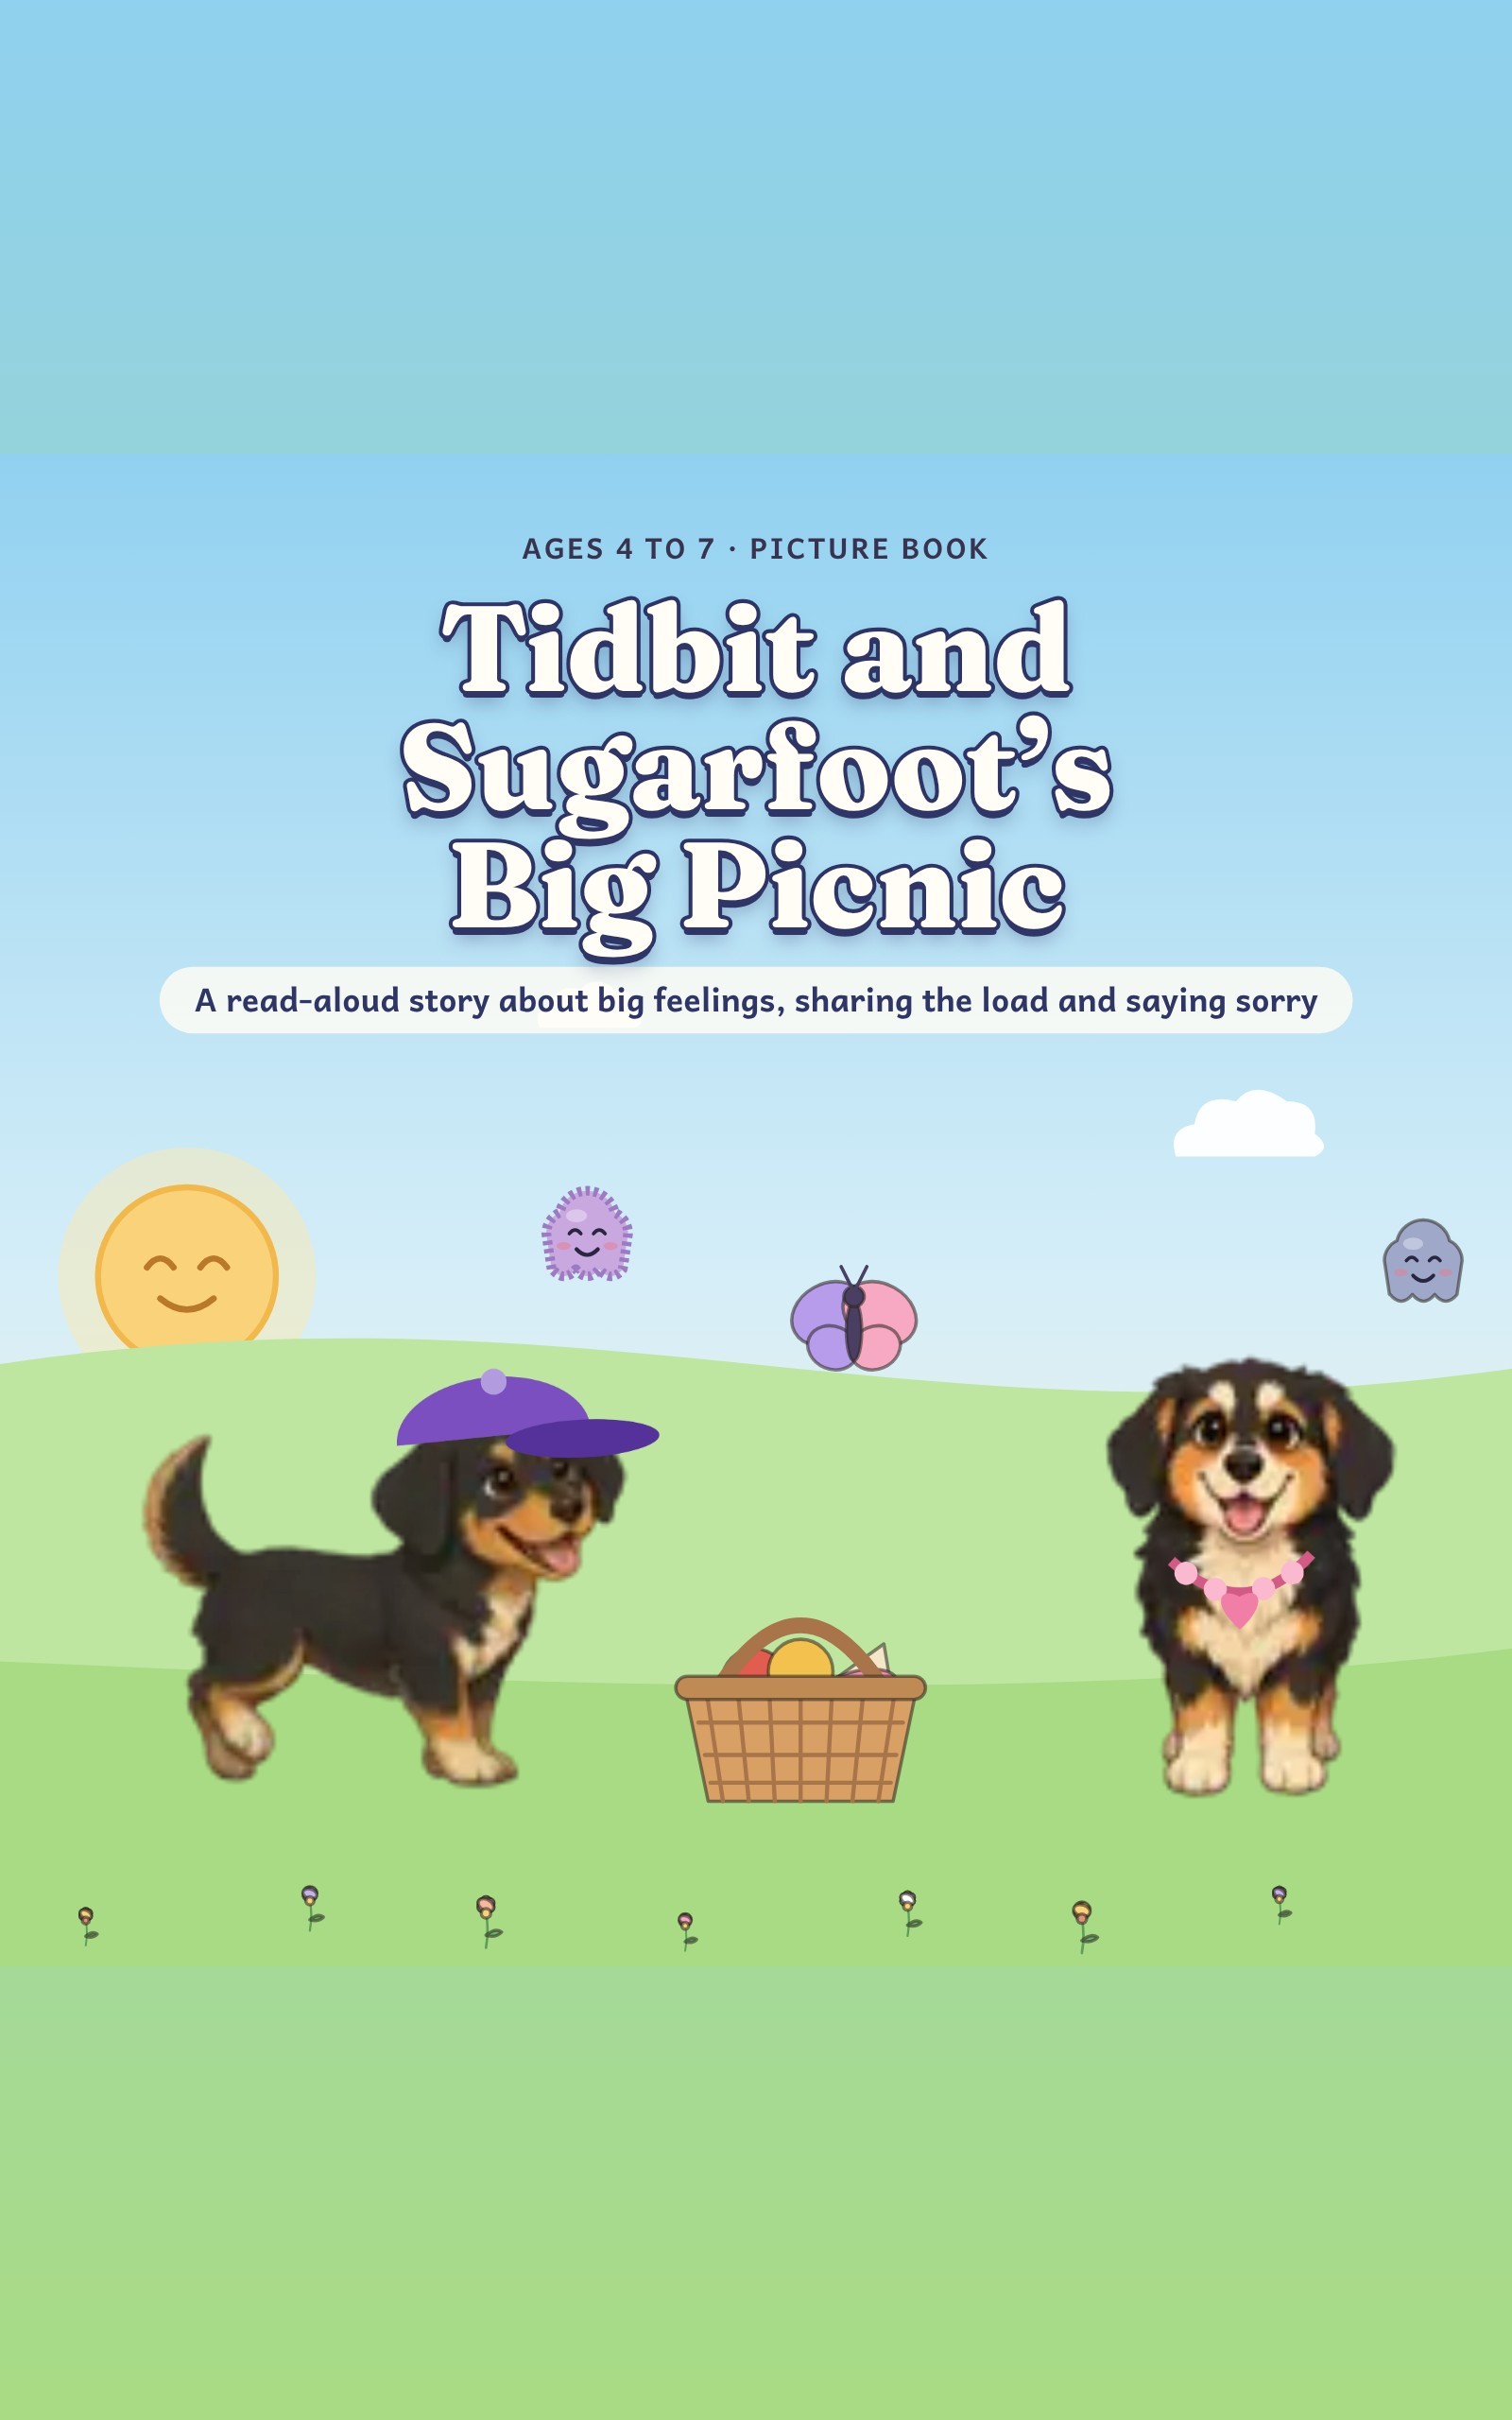 AGES 4 TO 7 · PICTURE BOOK
Tidbit and
Sugarfoot’s
Big Picnic
A read-aloud story about big feelings, sharing the load and saying sorry